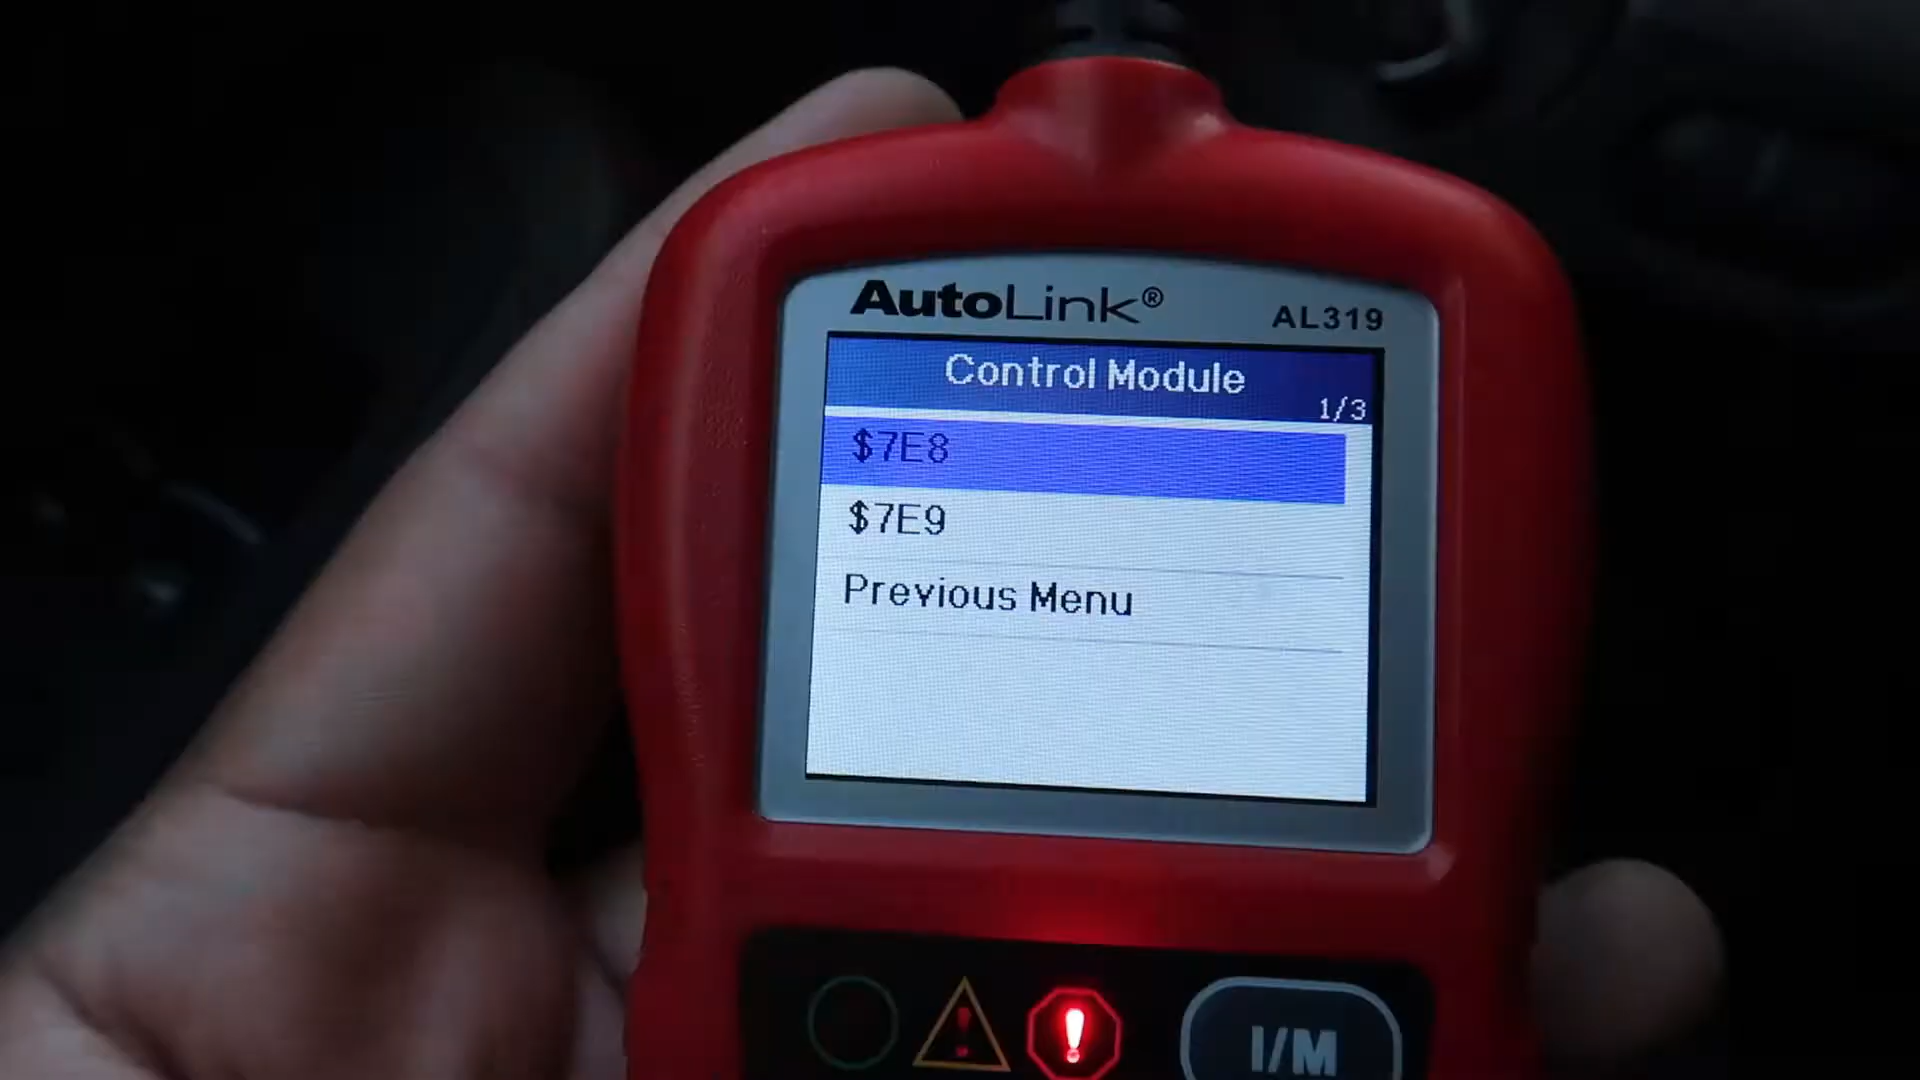 AutoLink®
AL319
Control Module
1/3
$7E8
$7E9
Previous Menu
I/M